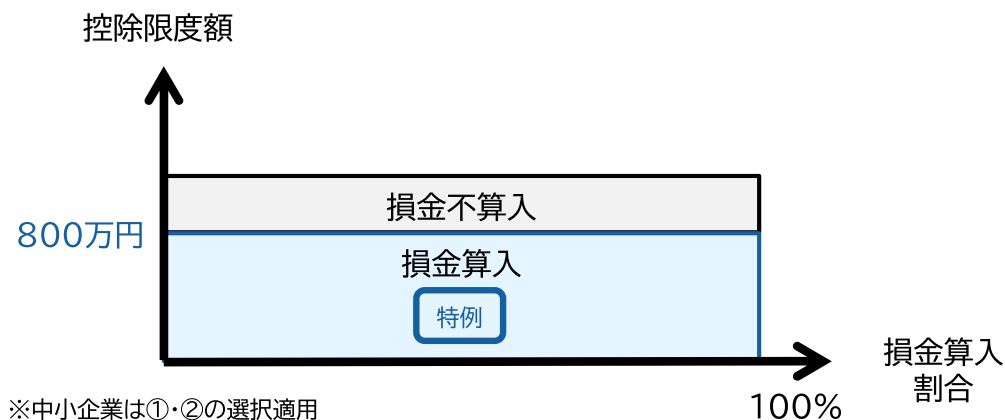 控除限度額
損金不算入
800万円
損金算入
特例
損金算入
割合
100%
※中小企業は①・②の選択適用